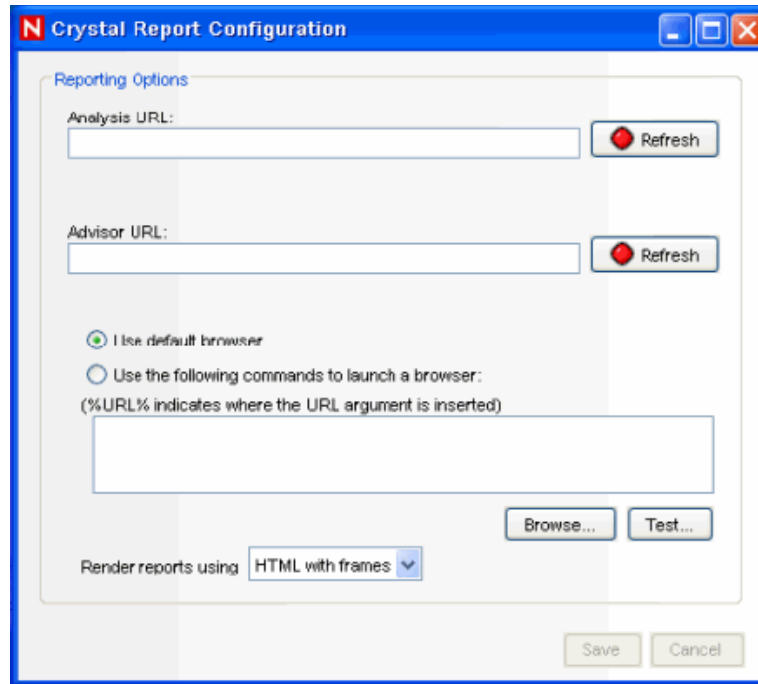 N Crystal Report Configuration
Reporting Options
Analysis URL:
Refresh
Advisor URL:
Refresh
Use default browser
Use the following commands to launch a browser:
(%URL% indicates where the URL argument is inserted)
Browse... Test...
Render reports using HTML with frames
Save Cancel